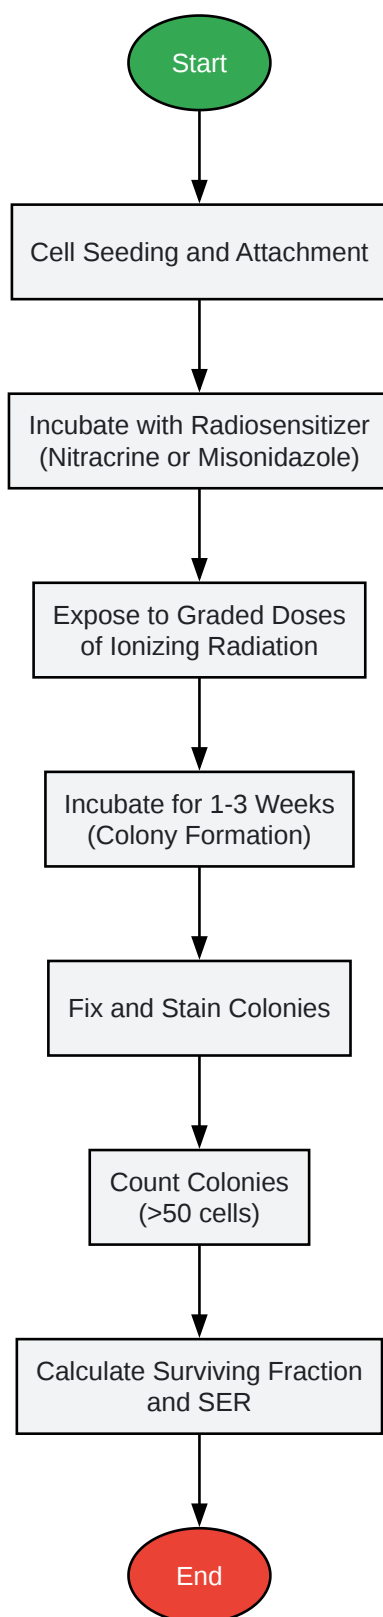 Start
Cell Seeding and Attachment
Incubate with Radiosensitizer
(Nitracrine or Misonidazole)
Expose to Graded Doses
of Ionizing Radiation
Incubate for 1-3 Weeks
(Colony Formation)
Fix and Stain Colonies
Count Colonies
(>50 cells)
Calculate Surviving Fraction
and SER
End